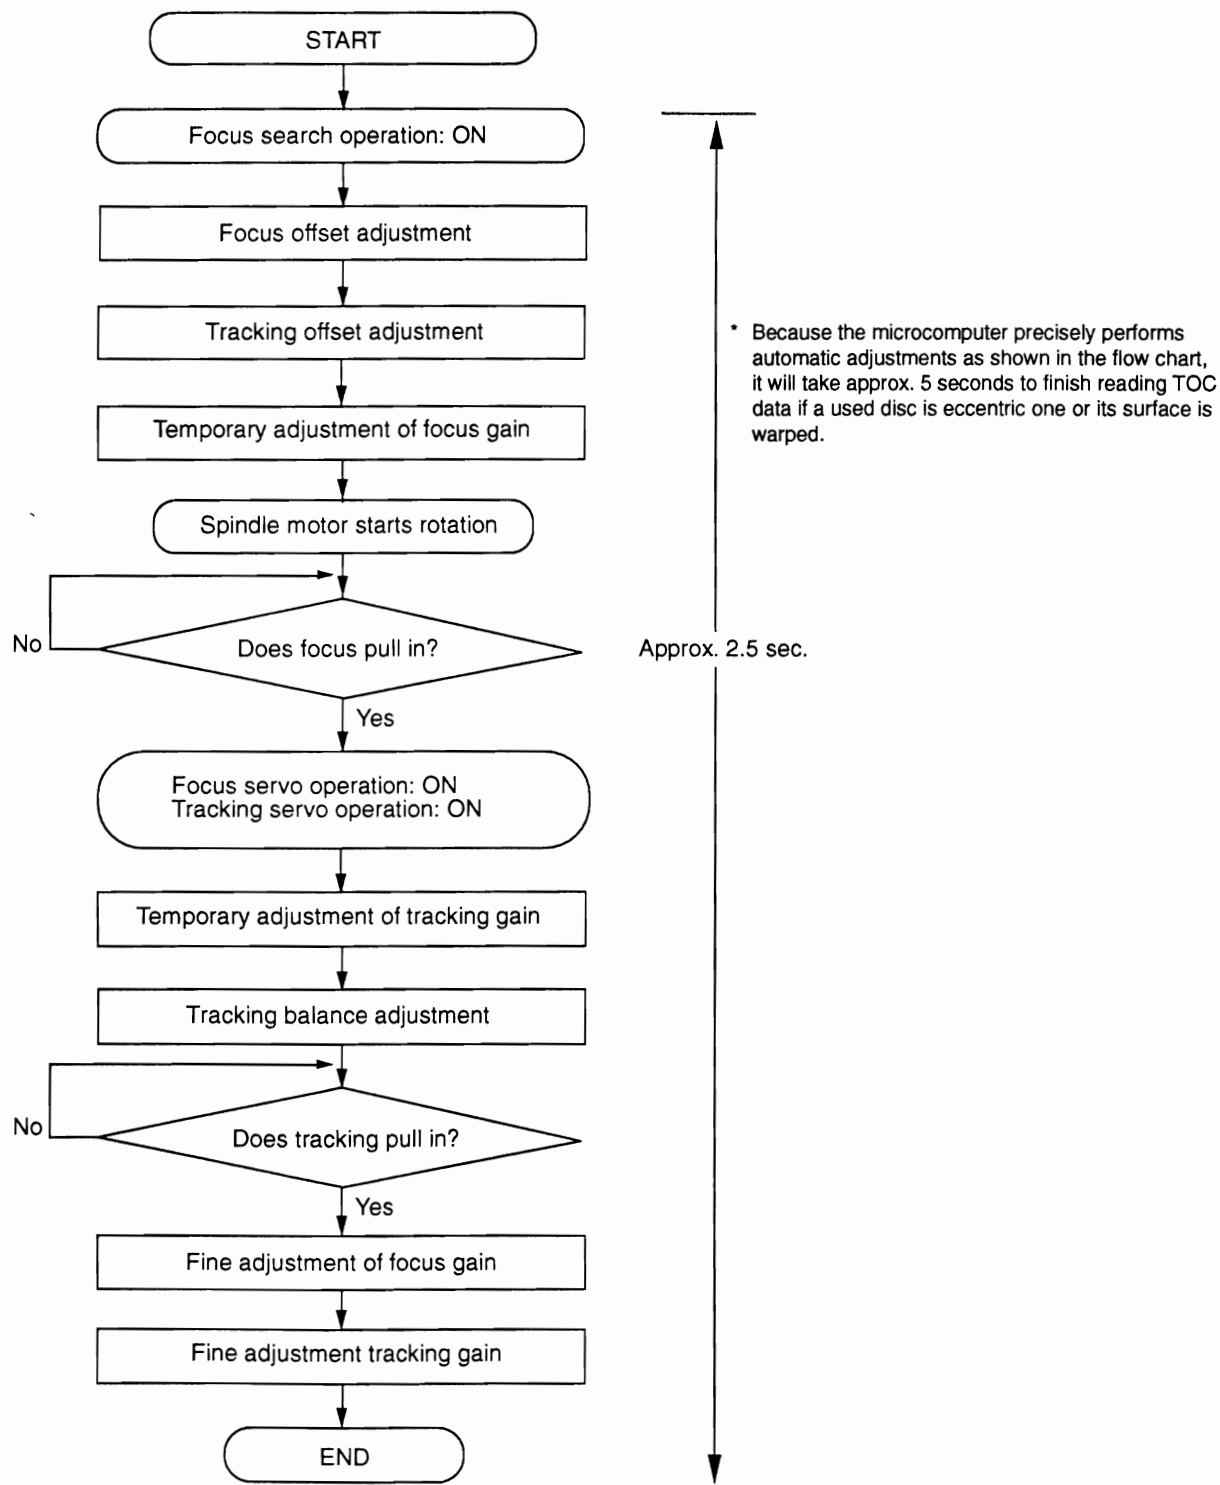 START
Focus search operation: ON
Focus offset adjustment
Tracking offset adjustment
* Because the microcomputer precisely performs
automatic adjustments as shown in the flow chart,
it will take approx. 5 seconds to finish reading TOC
data if a used disc is eccentric one or its surface is
warped.
Temporary adjustment of focus gain
Spindle motor starts rotation
No
Does focus pull in?
Approx. 2.5 sec.
Yes
Focus servo operation: ON
Tracking servo operation: ON
Temporary adjustment of tracking gain
Tracking balance adjustment
No
Does tracking pull in?
Yes
Fine adjustment of focus gain
Fine adjustment tracking gain
END